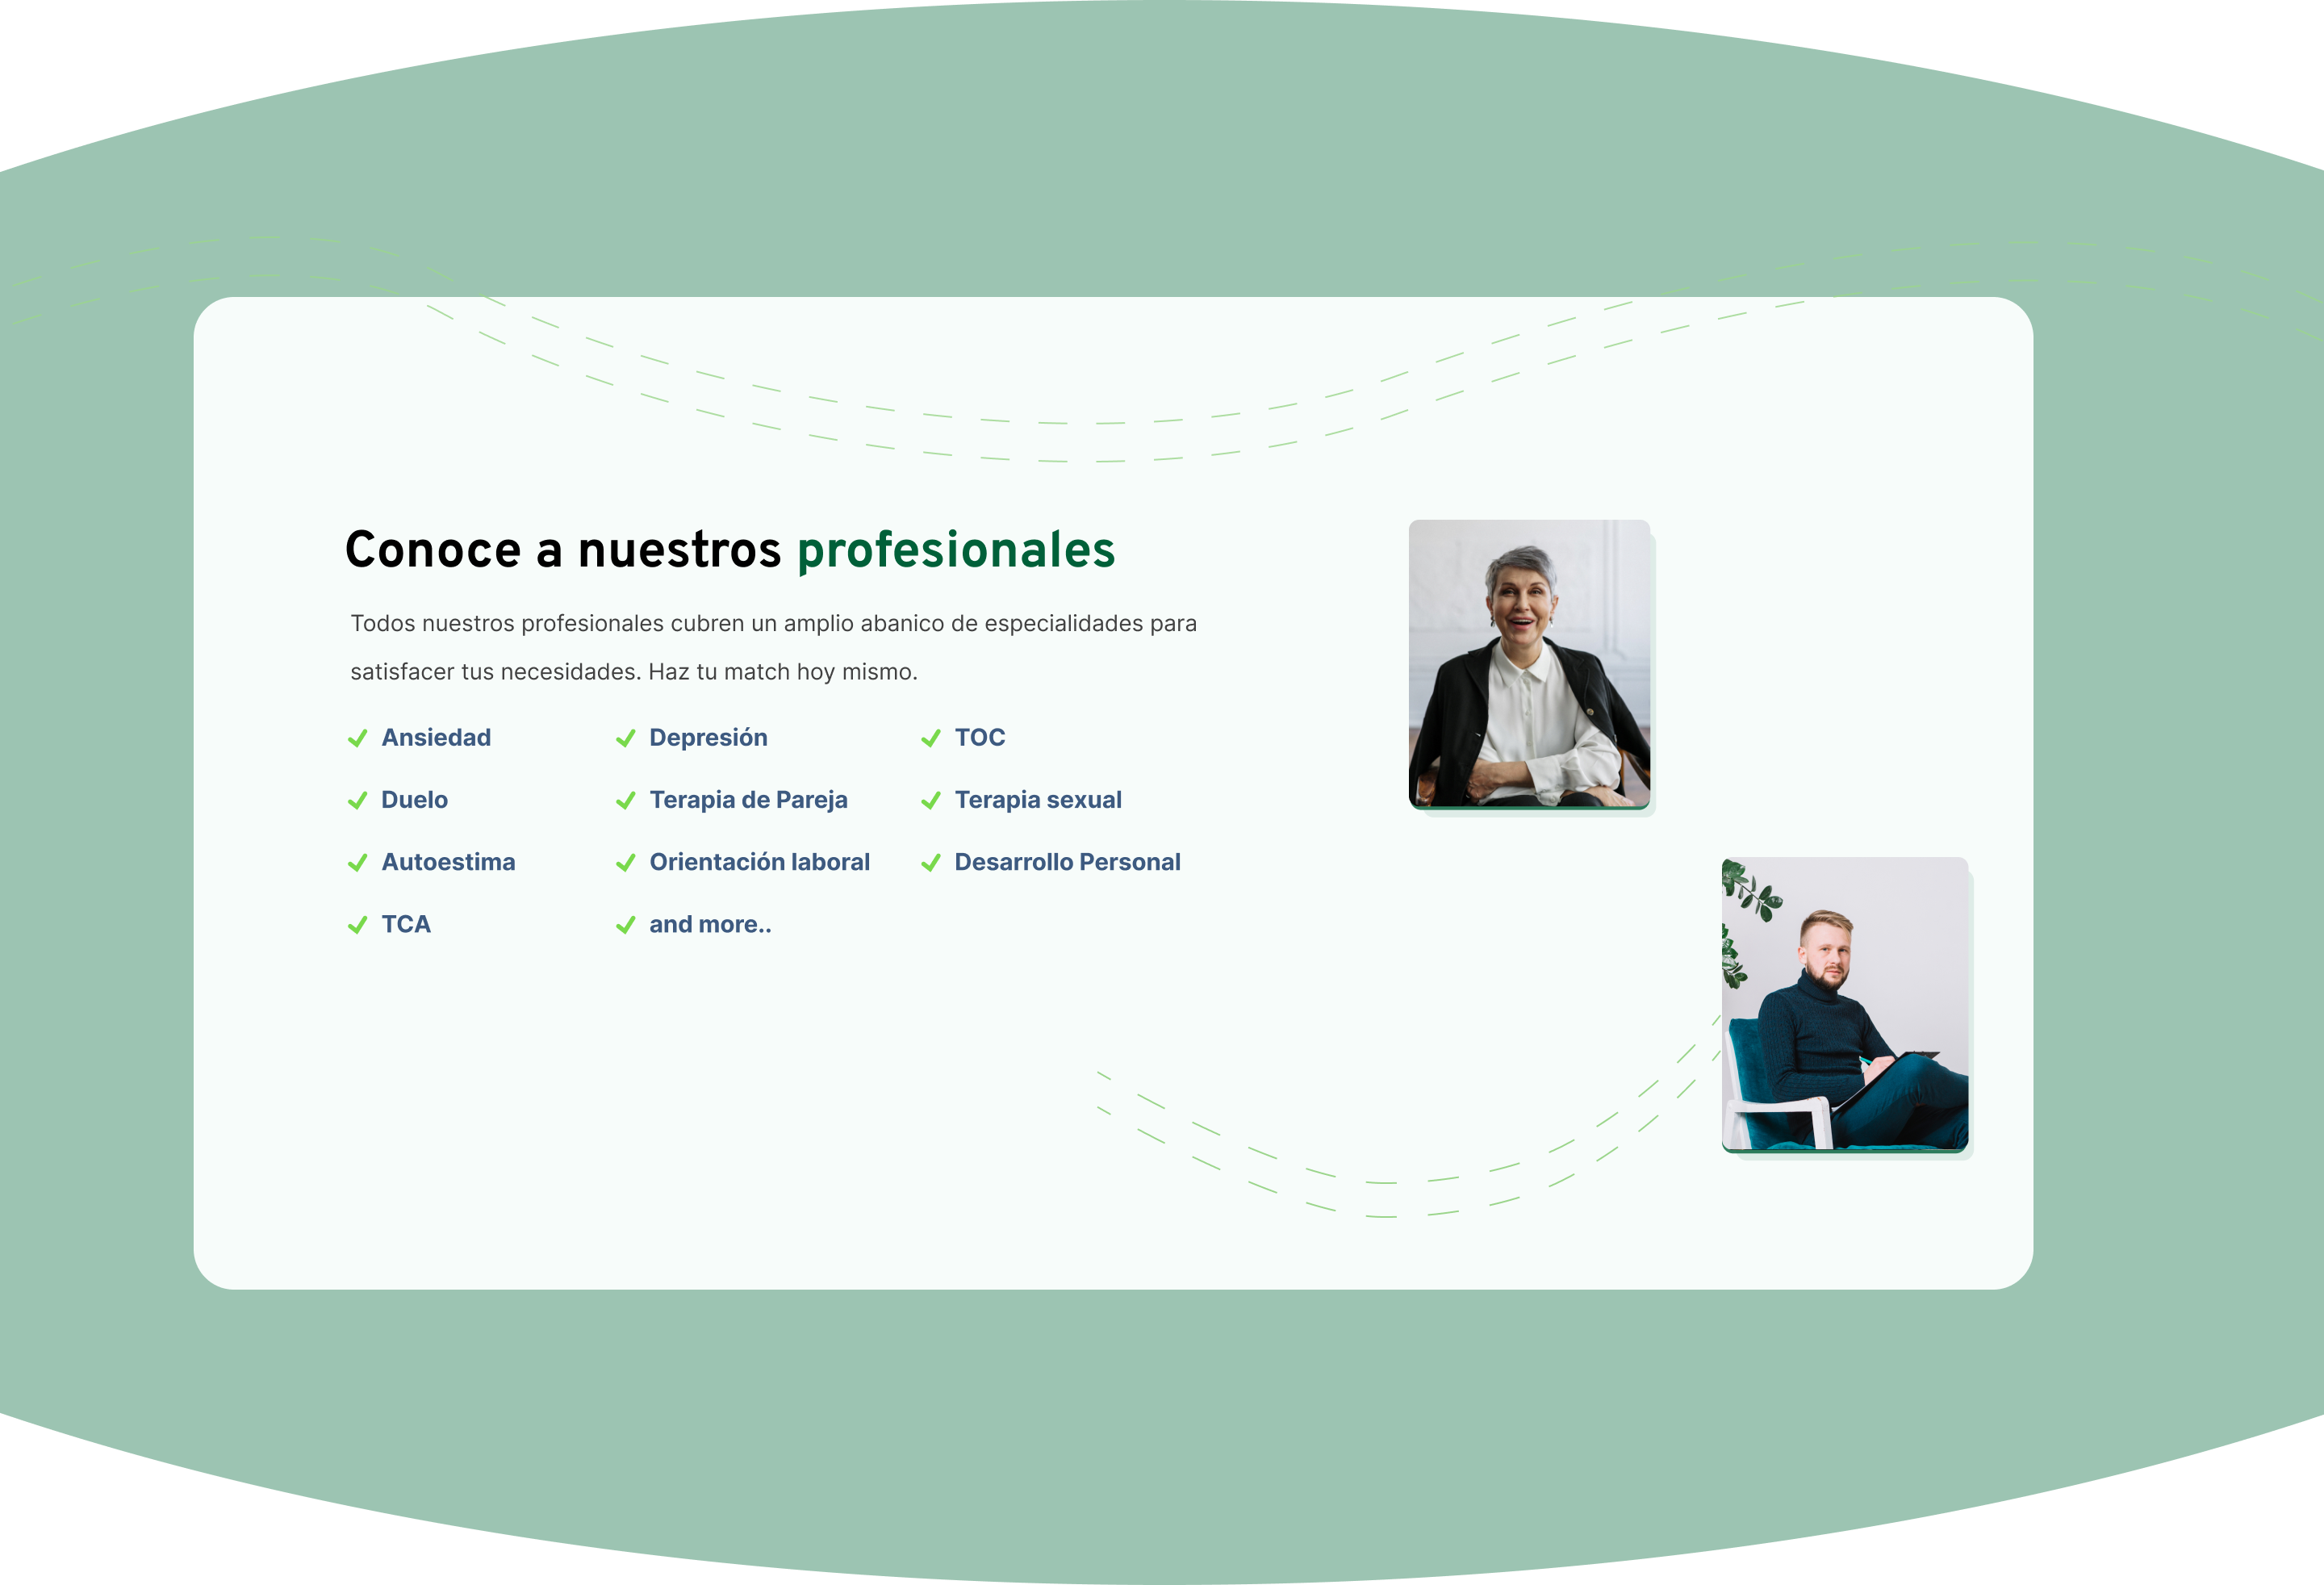 Conoce a nuestros profesionales
Todos nuestros profesionales cubren un amplio abanico de especialidades para
satisfacer tus necesidades. Haz tu match hoy mismo.
Ansiedad Depresión TOC
Duelo Terapia de Pareja Terapia sexual
Autoestima Orientación laboral Desarrollo Personal
TCA and more..